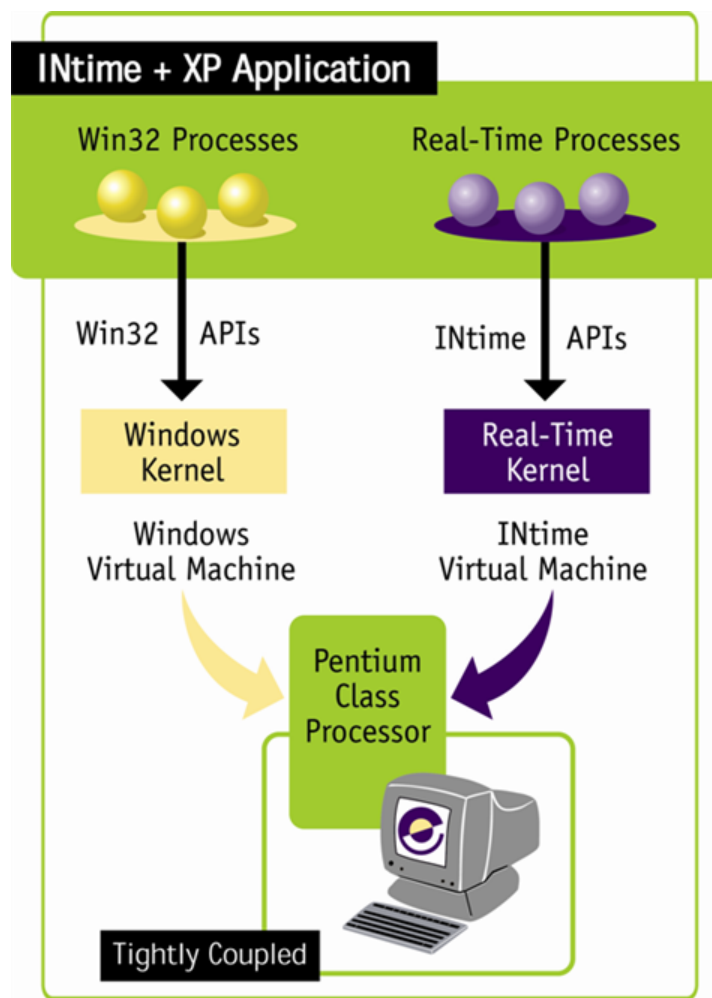 INtime + XP Application
Win32 Processes
Real-Time Processes
Win32 APIs
INtime APIs
Windows
Kernel
Real-Time
Kernel
Windows
Virtual Machine
INtime
Virtual Machine
Pentium
Class
Processor
Tightly Coupled